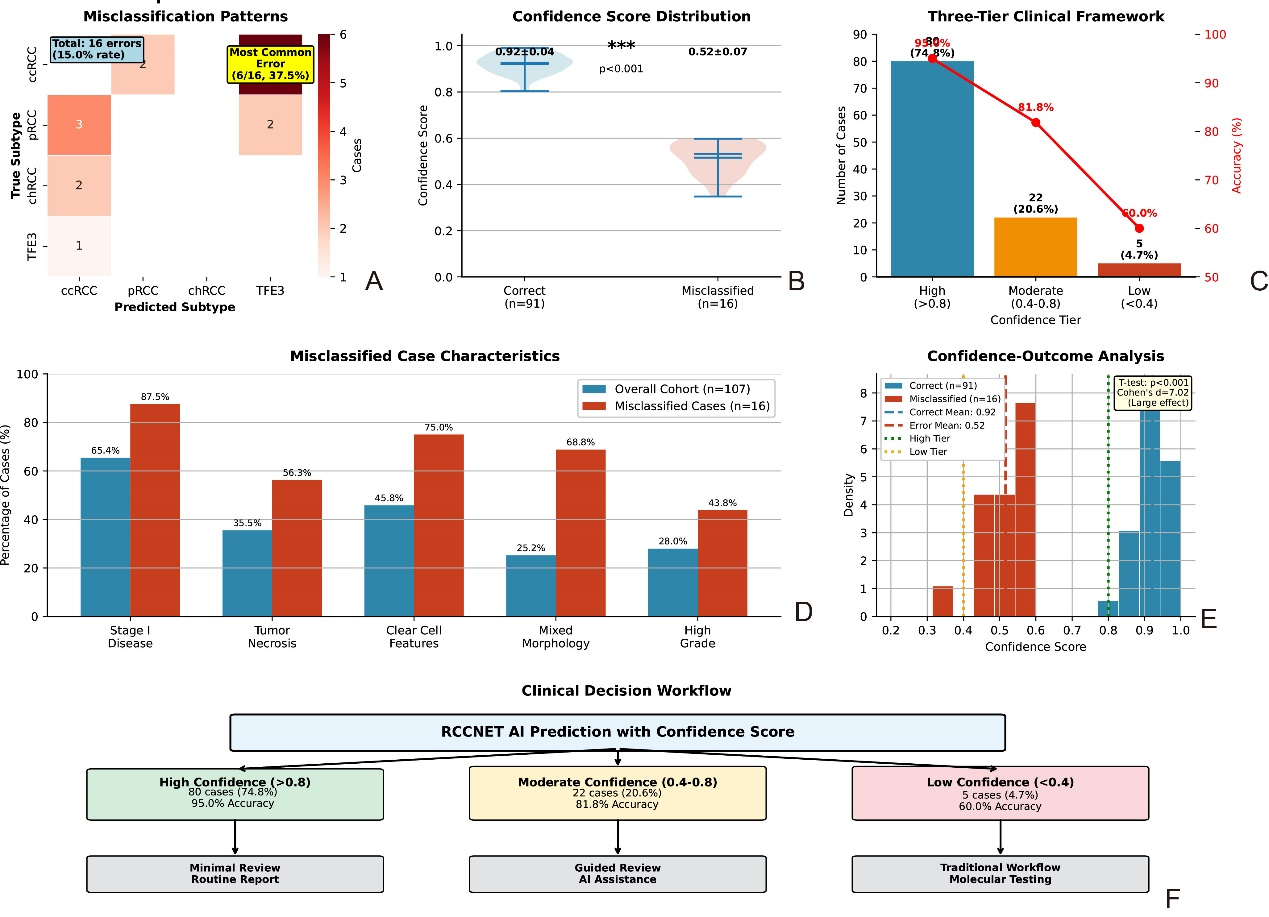 Misclassification Patterns
Total: 16 errors
(15.0% rate)
2
Most Common
Error
(6/16, 37.5%)
3
2
2
1
ccRCC
pRCC
chRCC
TFE3
True Subtype
ccRCC
pRCC
chRCC
TFE3
Predicted Subtype
6
5
4
3
2
1
Cases
A
Confidence Score Distribution
1.0
0.8
0.6
0.4
0.2
0.0
Confidence Score
0.92±0.04
***
p<0.001
0.52±0.07
Correct
(n=91)
Misclassified
(n=16)
B
Three-Tier Clinical Framework
90
80
70
60
50
40
30
20
10
0
Number of Cases
80
(74.8%)
95.0%
81.8%
22
(20.6%)
60.0%
5
(4.7%)
High
(>0.8)
Moderate
(0.4-0.8)
Low
(<0.4)
Confidence Tier
100
90
80
70
60
50
Accuracy (%)
C
Misclassified Case Characteristics
100
80
60
40
20
0
Percentage of Cases (%)
Overall Cohort (n=107)
Misclassified Cases (n=16)
65.4%
87.5%
35.5%
56.3%
45.8%
75.0%
25.2%
68.8%
28.0%
43.8%
Stage I
Disease
Tumor
Necrosis
Clear Cell
Features
Mixed
Morphology
High
Grade
D
Confidence-Outcome Analysis
8
7
6
5
4
3
2
1
0
Density
Correct (n=91)
Misclassified (n=16)
Correct Mean: 0.92
Error Mean: 0.52
High Tier
Low Tier
T-test: p<0.001
Cohen's d=7.02
(Large effect)
0.2
0.3
0.4
0.5
0.6
0.7
0.8
0.9
1.0
Confidence Score
E
Clinical Decision Workflow
RCCNET AI Prediction with Confidence Score
High Confidence (>0.8)
80 cases (74.8%)
95.0% Accuracy
Moderate Confidence (0.4-0.8)
22 cases (20.6%)
81.8% Accuracy
Low Confidence (<0.4)
5 cases (4.7%)
60.0% Accuracy
Minimal Review
Routine Report
Guided Review
AI Assistance
Traditional Workflow
Molecular Testing
F